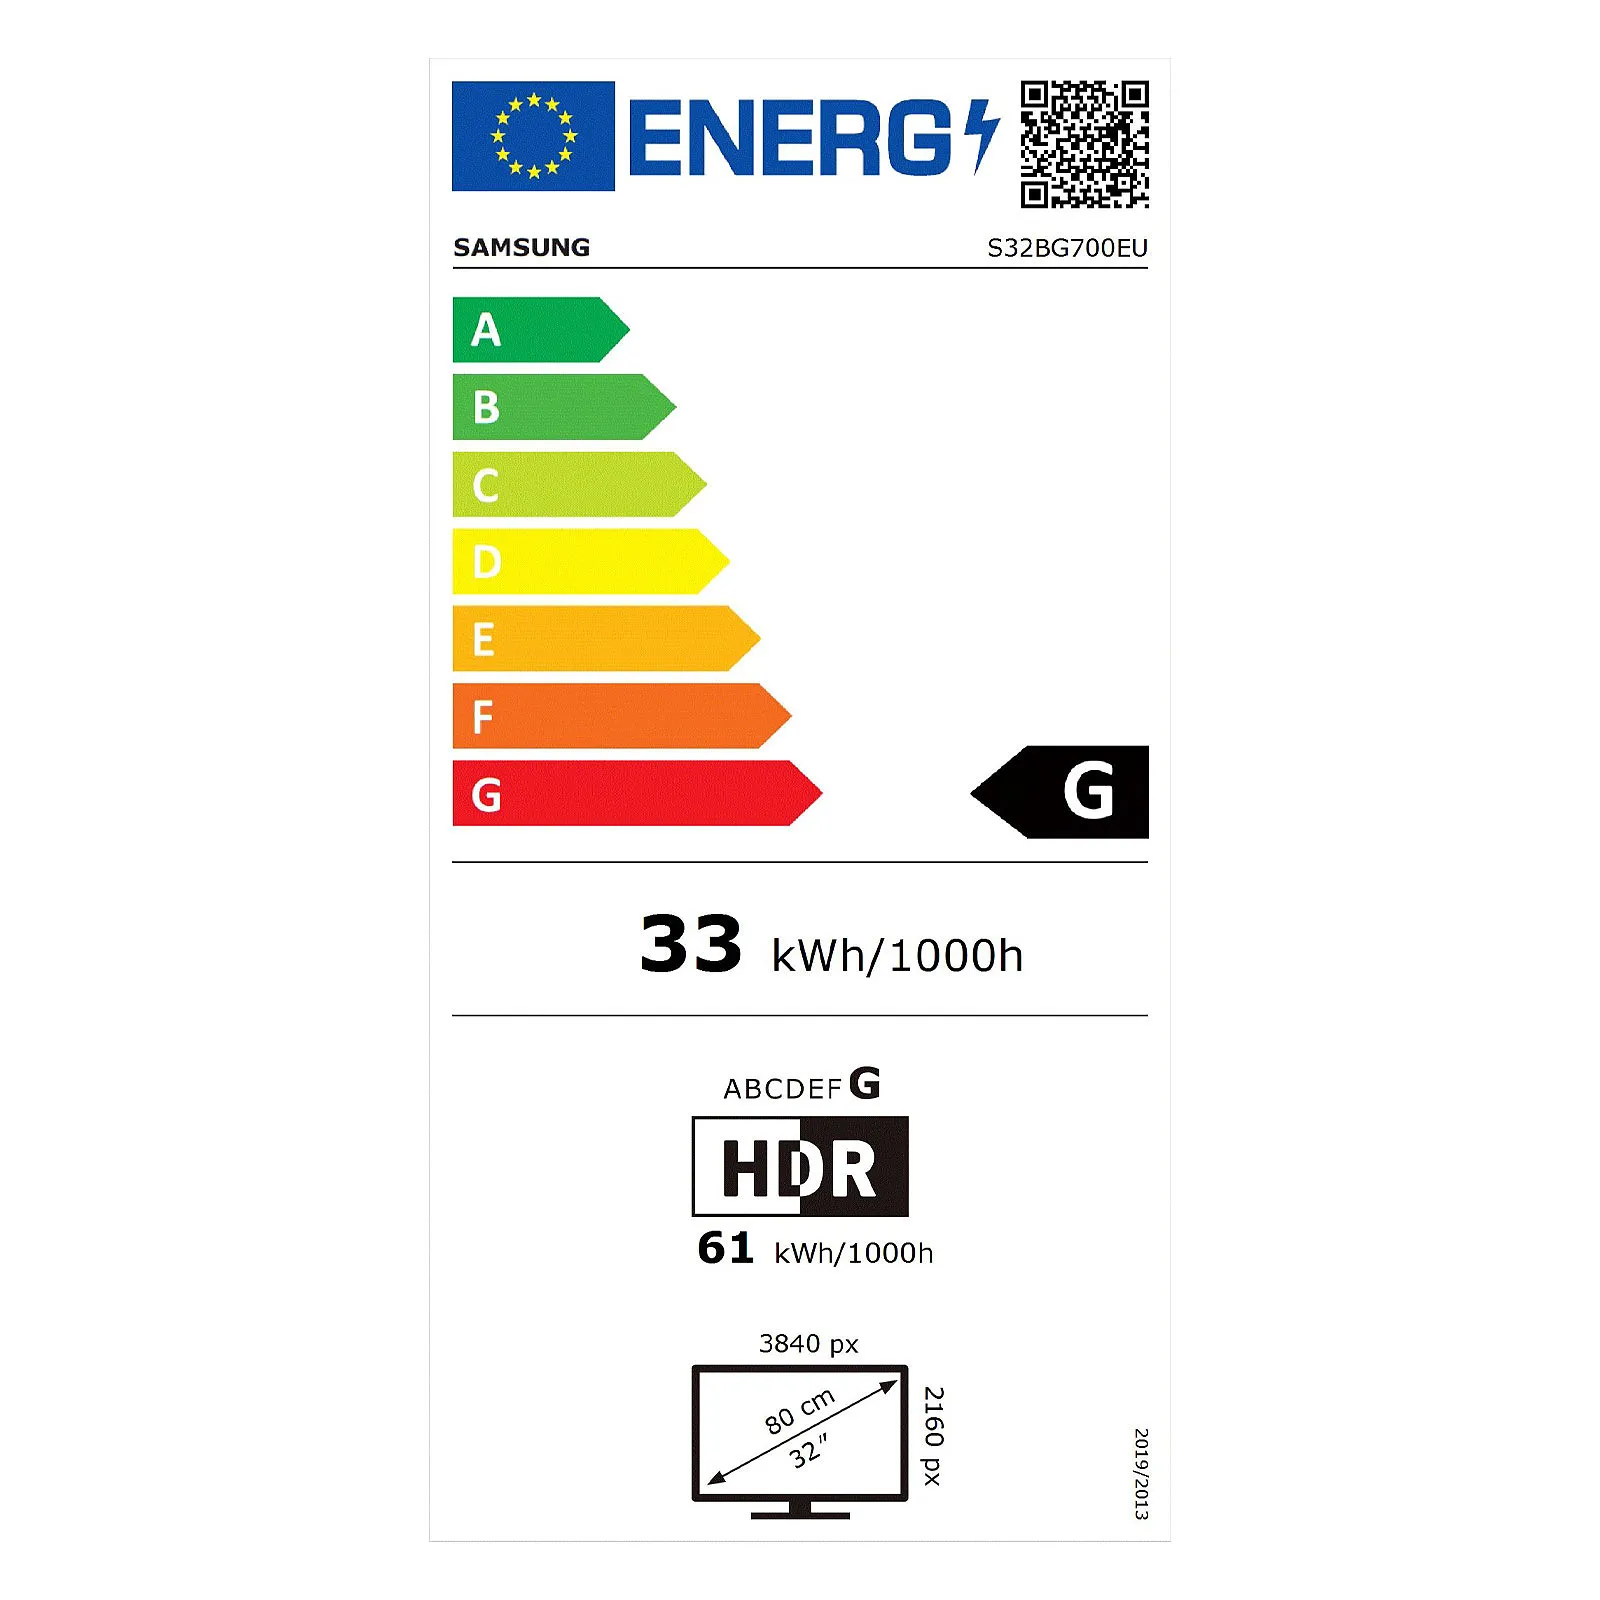 ENERG
SAMSUNG S32BG700EU
A
B
C
D
E
F
G
G
33 kWh/1000h
ABCDEFG
HDR
61 kWh/1000h
3840 px
80 cm
32"
2160 px
2019/2013